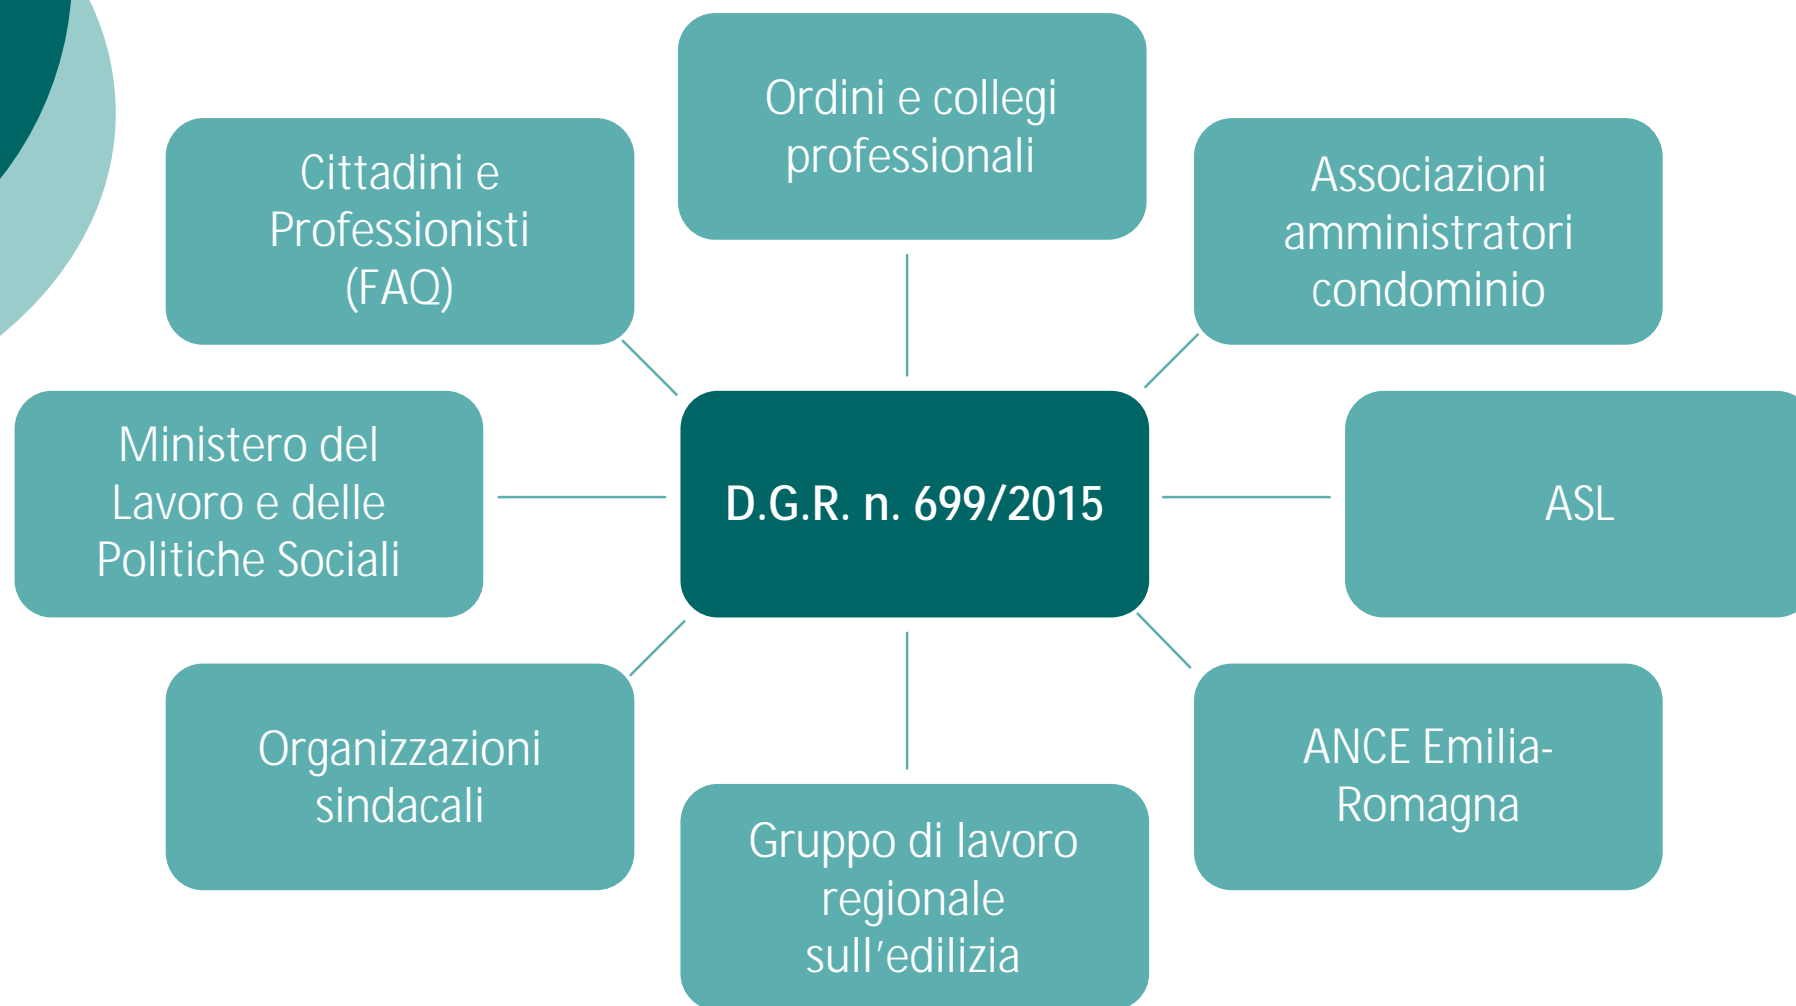 Ordini e collegi
professionali
Cittadini e
Professionisti
(FAQ)
Associazioni
amministratori
condominio
Ministero del
Lavoro e delle
Politiche Sociali
D.G.R. n. 699/2015
ASL
Organizzazioni
sindacali
ANCE Emilia-
Romagna
Gruppo di lavoro
regionale
sull'edilizia